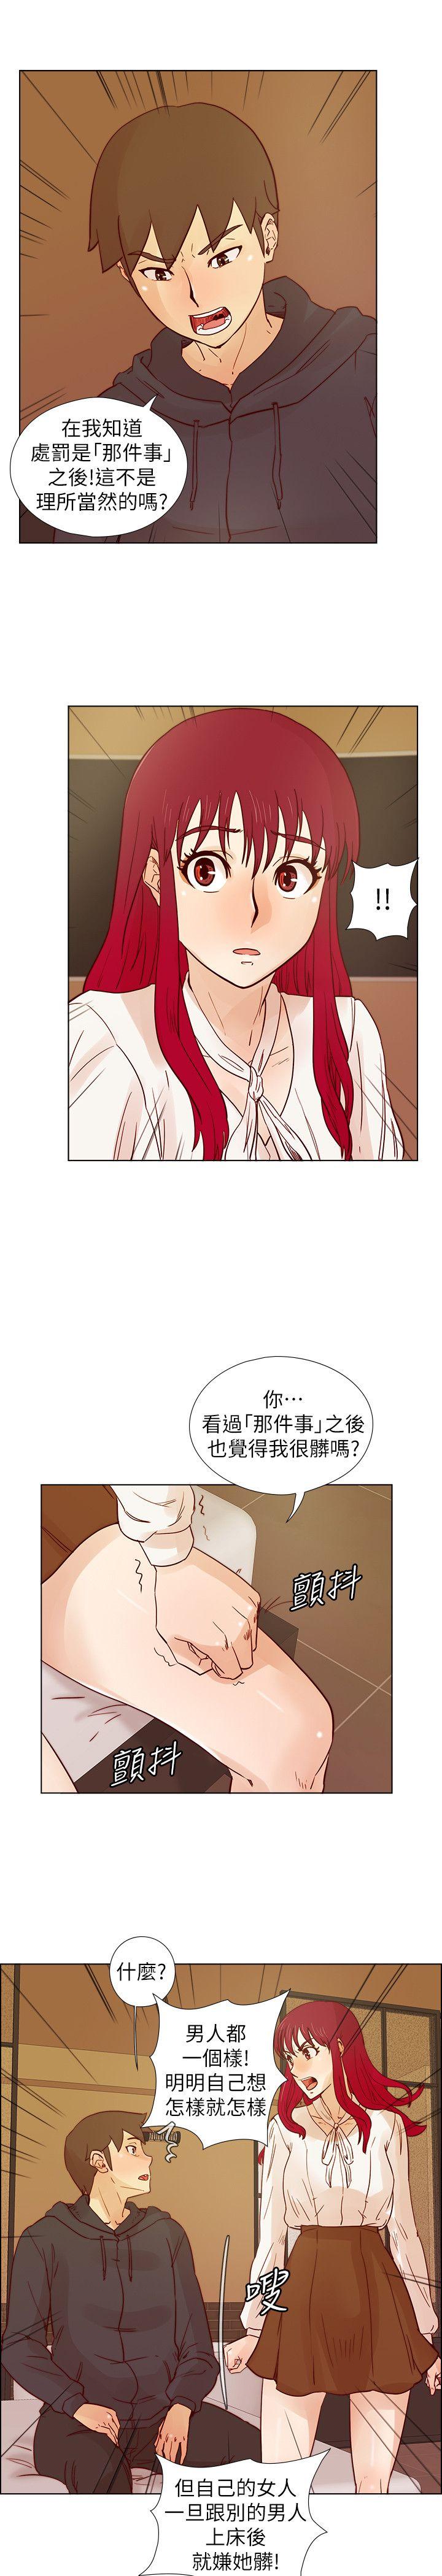 在我知道
處罰是「那件事」
之後!這不是
理所當然的嗎?
!!
你⋯
看過「那件事」之後
也覺得我很髒嗎?
顫抖
顫抖
什麼?
男人都
一個樣!
明明自己想
怎樣就怎樣
嗖
但自己的女人
一旦跟別的男人
上床後
就嫌她髒!